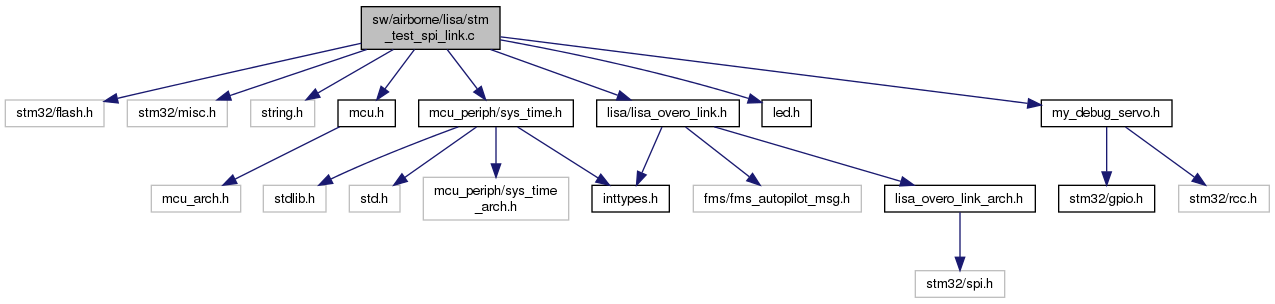 sw/airborne/lisa/stm
_test_spi_link.c
stm32/flash.h
stm32/misc.h
string.h
mcu.h
mcu_periph/sys_time.h
lisa/lisa_overo_link.h
led.h
my_debug_servo.h
mcu_arch.h
stdlib.h
std.h
mcu_periph/sys_time
_arch.h
inttypes.h
fms/fms_autopilot_msg.h
lisa_overo_link_arch.h
stm32/gpio.h
stm32/rcc.h
stm32/spi.h